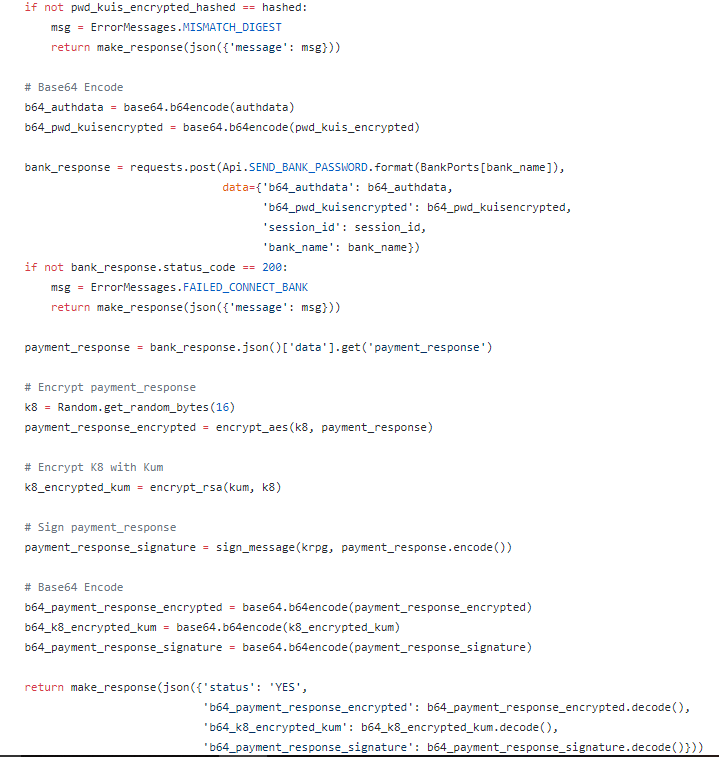 if not pwd_kuis_encrypted_hashed == hashed:
    msg = ErrorMessages.MISMATCH_DIGEST
    return make_response(json({'message': msg}))

# Base64 Encode
b64_authdata = base64.b64encode(authdata)
b64_pwd_kuisencrypted = base64.b64encode(pwd_kuis_encrypted)

bank_response = requests.post(Api.SEND_BANK_PASSWORD.format(BankPorts[bank_name]),
                              data={'b64_authdata': b64_authdata,
                                    'b64_pwd_kuisencrypted': b64_pwd_kuisencrypted,
                                    'session_id': session_id,
                                    'bank_name': bank_name})
if not bank_response.status_code == 200:
    msg = ErrorMessages.FAILED_CONNECT_BANK
    return make_response(json({'message': msg}))

payment_response = bank_response.json()['data'].get('payment_response')

# Encrypt payment_response
k8 = Random.get_random_bytes(16)
payment_response_encrypted = encrypt_aes(k8, payment_response)

# Encrypt K8 with Kum
k8_encrypted_kum = encrypt_rsa(kum, k8)

# Sign payment_response
payment_response_signature = sign_message(krpg, payment_response.encode())

# Base64 Encode
b64_payment_response_encrypted = base64.b64encode(payment_response_encrypted)
b64_k8_encrypted_kum = base64.b64encode(k8_encrypted_kum)
b64_payment_response_signature = base64.b64encode(payment_response_signature)

return make_response(json({'status': 'YES',
                           'b64_payment_response_encrypted': b64_payment_response_encrypted.decode(),
                           'b64_k8_encrypted_kum': b64_k8_encrypted_kum.decode(),
                           'b64_payment_response_signature': b64_payment_response_signature.decode()}))